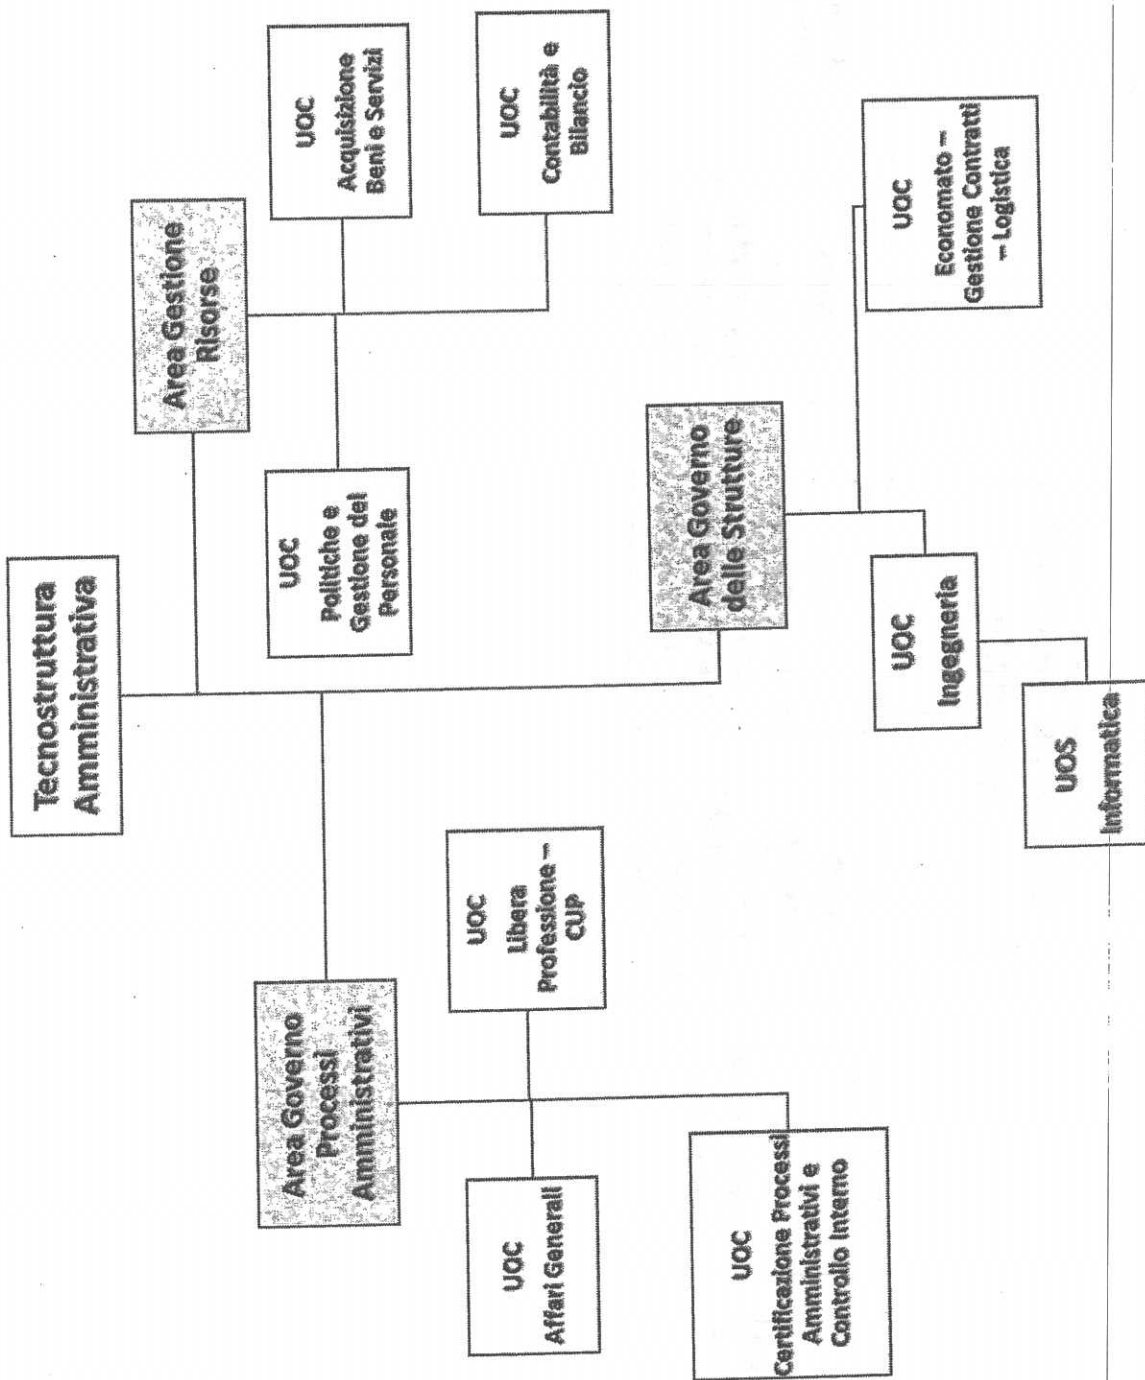 Tecnostruttura
Amministrativa
Area Governo
Processi
Amministrativi
Area Gestione
Risorse
UOC
Affari Generali
UOC
Libera
Professione –
CUP
UOC
Certificazione Processi
Amministrativi e
Controllo Interno
UOC
Politiche e
Gestione del
Personale
UOC
Acquisizione
Beni e Servizi
UOC
Contabilità e
Bilancio
Area Governo
delle Strutture
UOC
Ingegneria
UOC
Economato –
Gestione Contratti
– Logistica
UOS
Informatica